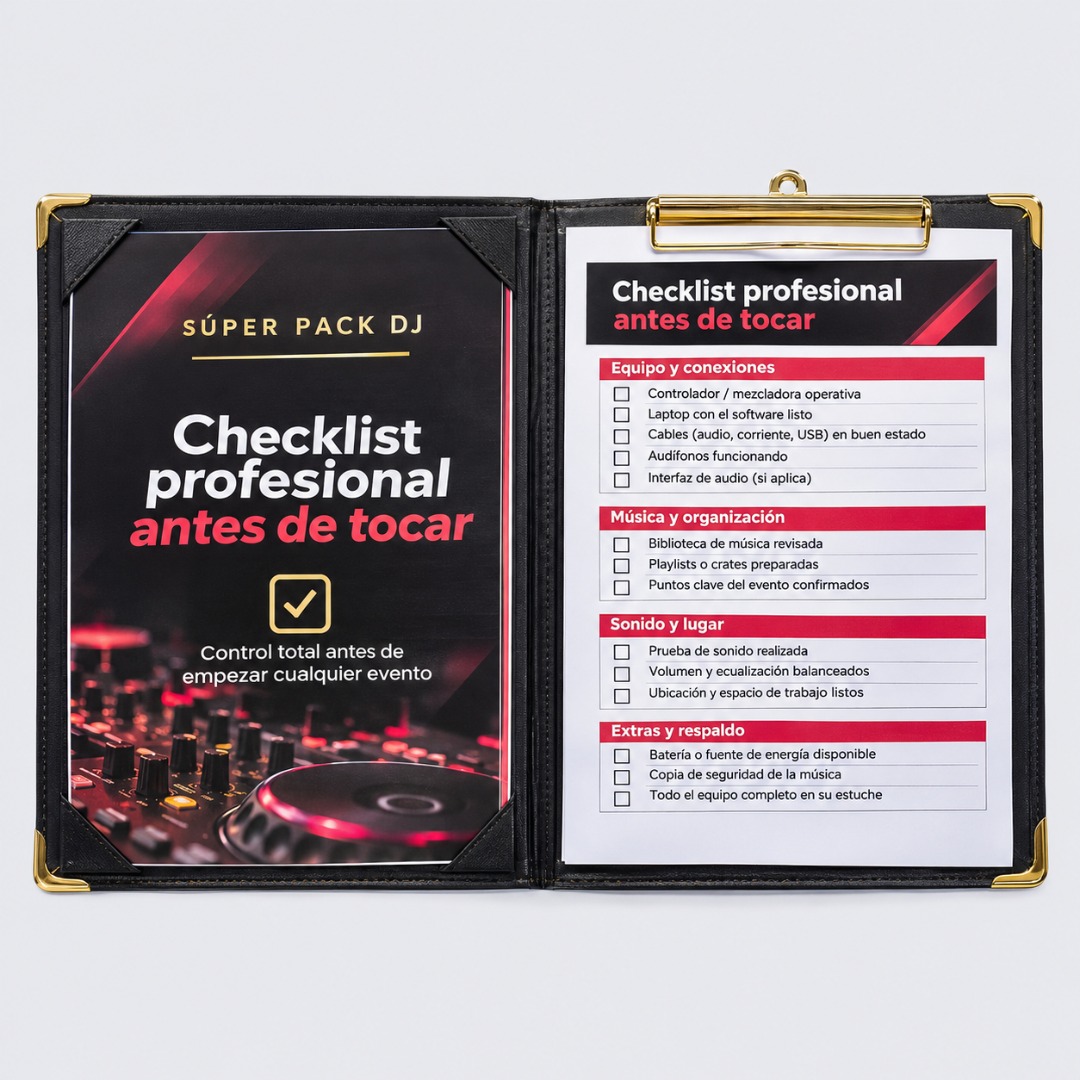 SÚPER PACK DJ
Checklist
profesional
antes de tocar
Control total antes de
empezar cualquier evento
Checklist profesional
antes de tocar
Equipo y conexiones
Controlador / mezcladora operativa
Laptop con el software listo
Cables (audio, corriente, USB) en buen estado
Audífonos funcionando
Interfaz de audio (si aplica)
Música y organización
Biblioteca de música revisada
Playlists o crates preparadas
Puntos clave del evento confirmados
Sonido y lugar
Prueba de sonido realizada
Volumen y ecualización balanceados
Ubicación y espacio de trabajo listos
Extras y respaldo
Batería o fuente de energía disponible
Copia de seguridad de la música
Todo el equipo completo en su estuche